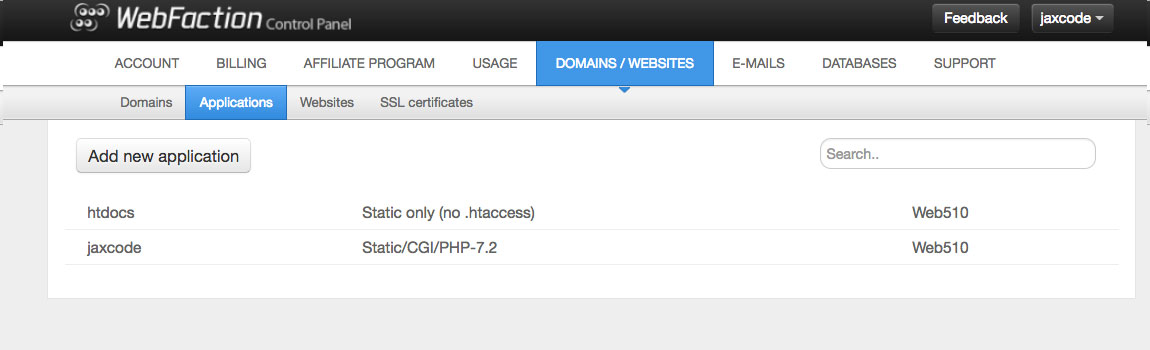 WebFaction Control Panel Feedback jaxcode
ACCOUNT BILLING AFFILIATE PROGRAM USAGE DOMAINS / WEBSITES E-MAILS DATABASES SUPPORT
Domains Applications Websites SSL certificates
Add new application Search..
htdocs Static only (no .htaccess) Web510
jaxcode Static/CGI/PHP-7.2 Web510